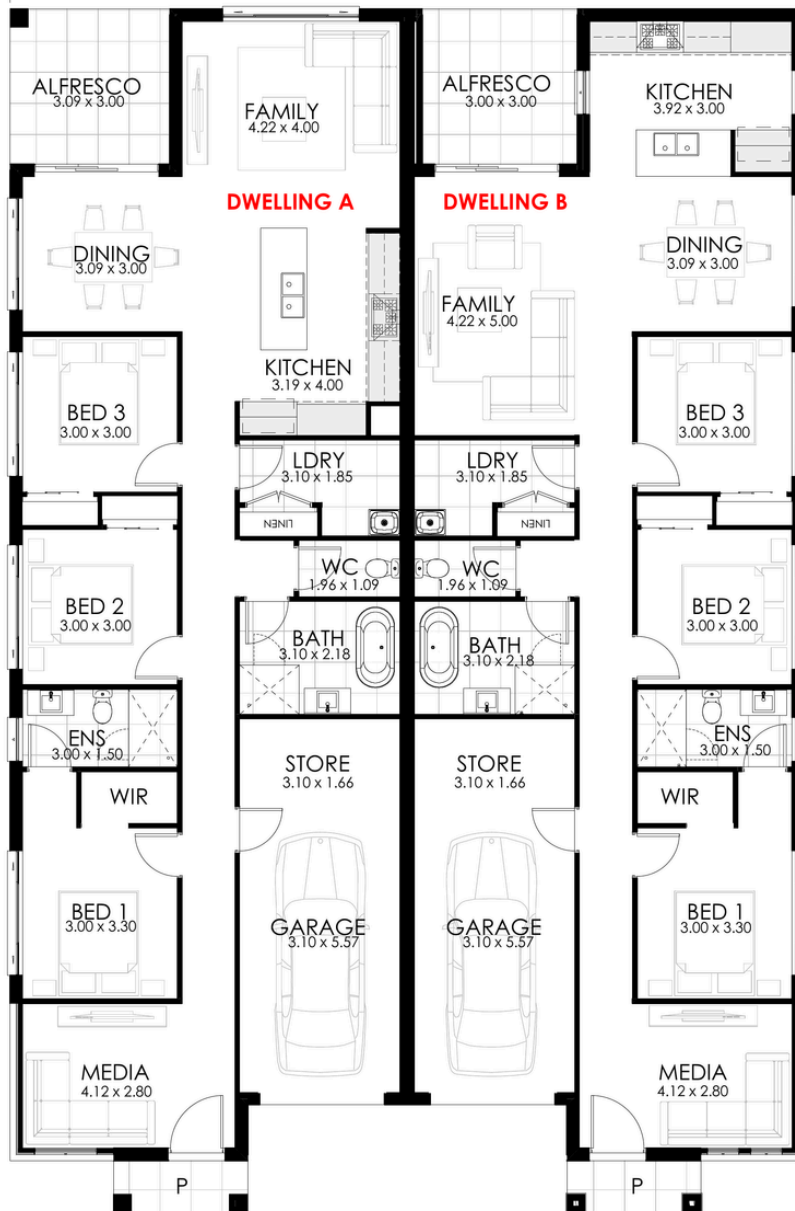 ALFRESCO
3.09 x 3.00
FAMILY
4.22 x 4.00
ALFRESCO
3.00 x 3.00
KITCHEN
3.92 x 3.00
DWELLING A
DWELLING B
DINING
3.09 x 3.00
DINING
3.09 x 3.00
FAMILY
4.22 x 5.00
KITCHEN
3.19 x 4.00
BED 3
3.00 x 3.00
BED 3
3.00 x 3.00
LDRY
3.10 x 1.85
LDRY
3.10 x 1.85
LINEN
LINEN
WC
1.96 x 1.09
WC
1.96 x 1.09
BED 2
3.00 x 3.00
BED 2
3.00 x 3.00
BATH
3.10 x 2.18
BATH
3.10 x 2.18
ENS
3.00 x 1.50
ENS
3.00 x 1.50
STORE
3.10 x 1.66
STORE
3.10 x 1.66
WIR
WIR
BED 1
3.00 x 3.30
BED 1
3.00 x 3.30
GARAGE
3.10 x 5.57
GARAGE
3.10 x 5.57
MEDIA
4.12 x 2.80
MEDIA
4.12 x 2.80
P
P